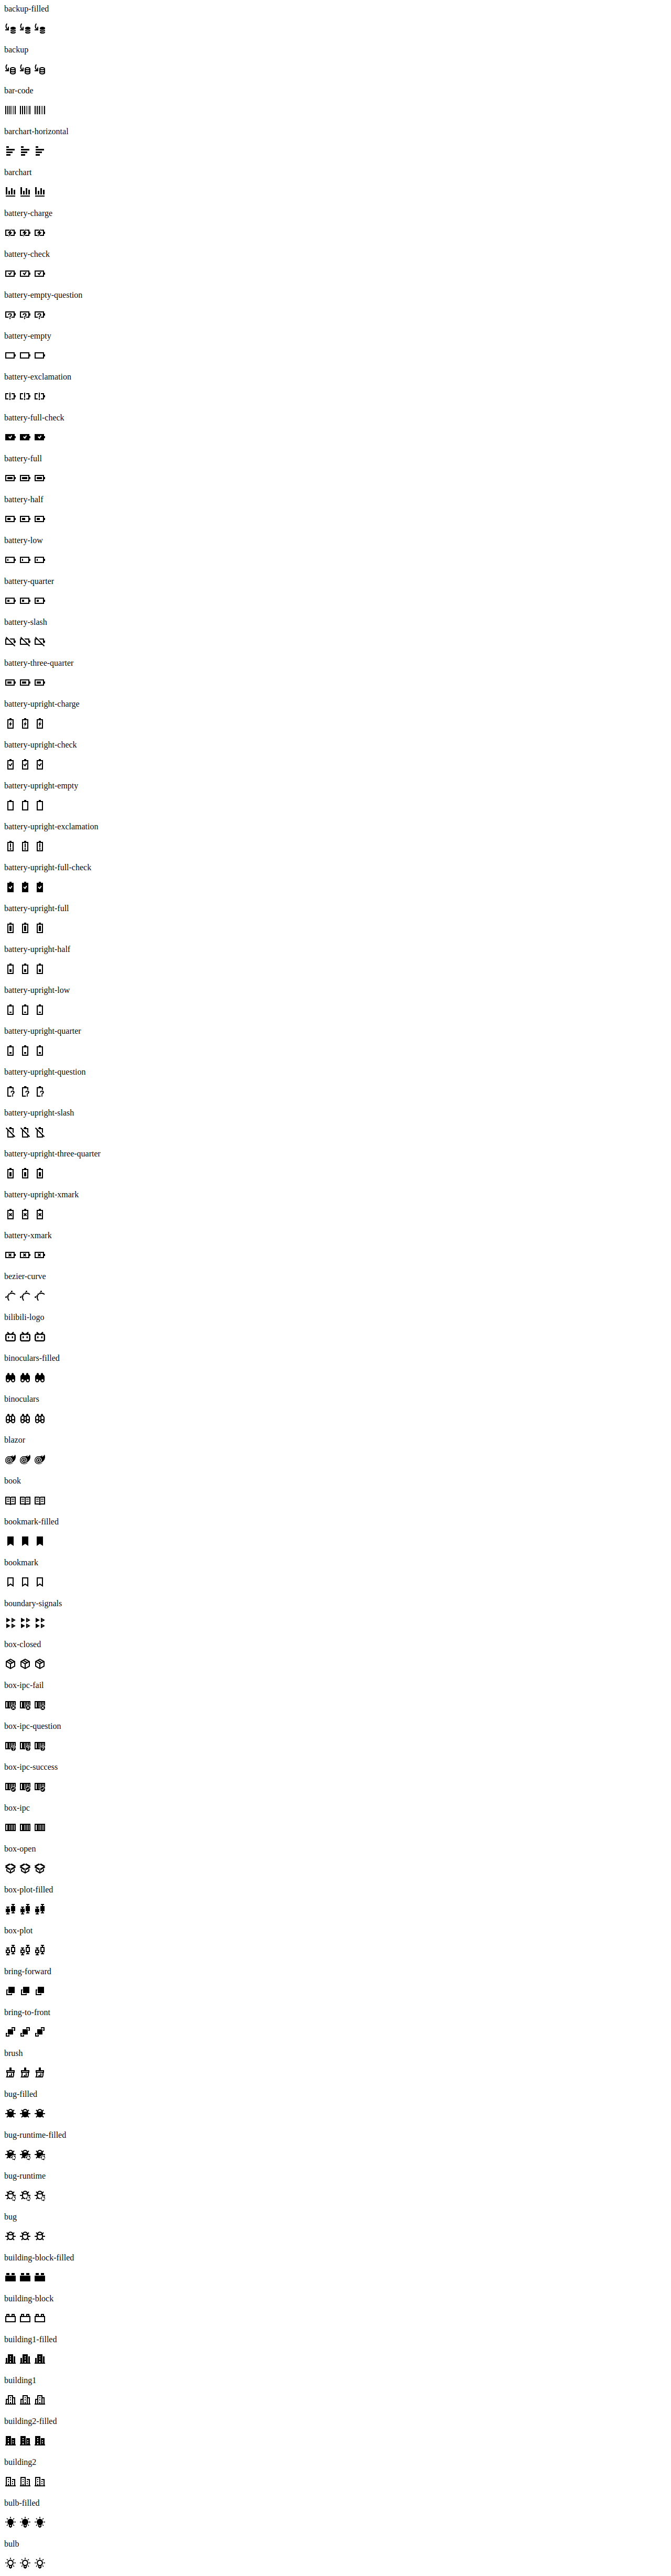 backup-filled
backup
bar-code
barchart-horizontal
barchart
battery-charge
battery-check
battery-empty-question
battery-empty
battery-exclamation
battery-full-check
battery-full
battery-half
battery-low
battery-quarter
battery-slash
battery-three-quarter
battery-upright-charge
battery-upright-check
battery-upright-empty
battery-upright-exclamation
battery-upright-full-check
battery-upright-full
battery-upright-half
battery-upright-low
battery-upright-quarter
battery-upright-question
battery-upright-slash
battery-upright-three-quarter
battery-upright-xmark
battery-xmark
bezier-curve
bilibili-logo
binoculars-filled
binoculars
blazor
book
bookmark-filled
bookmark
boundary-signals
box-closed
box-ipc-fail
box-ipc-question
box-ipc-success
box-ipc
box-open
box-plot-filled
box-plot
bring-forward
bring-to-front
brush
bug-filled
bug-runtime-filled
bug-runtime
bug
building-block-filled
building-block
building1-filled
building1
building2-filled
building2
bulb-filled
bulb